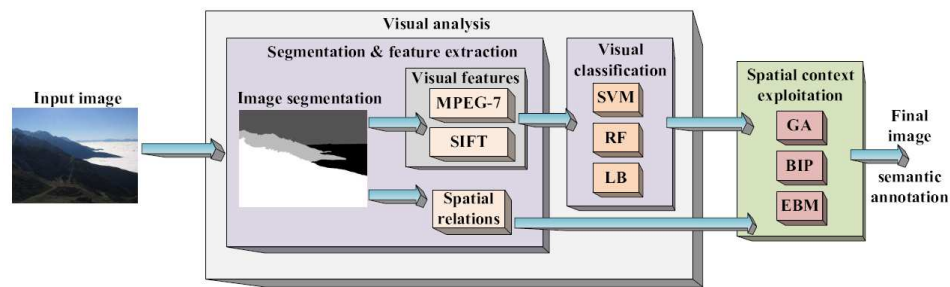 Visual analysis
Segmentation & feature extraction
Visual features
MPEG-7
SIFT
Image segmentation
Spatial
relations
Input image
Visual
classification
SVM
RF
LB
Spatial context
exploitation
GA
BIP
EBM
Final
image
semantic
annotation